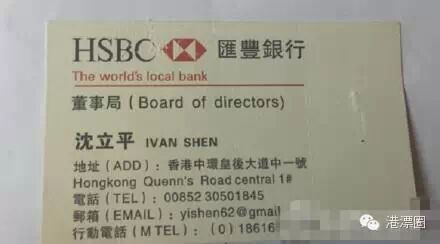 HSBC 匯豐銀行
The world's local bank
董事局(Board of directors)
沈立平 IVAN SHEN
地址(ADD):香港中環皇後大道中一號
Hongkong Quenn's Road central 1#
電話(TEL):00852 30501845
郵箱(EMAIL):yishen62@gmail
行動電話(M TEL):(0)18616
港漂圈